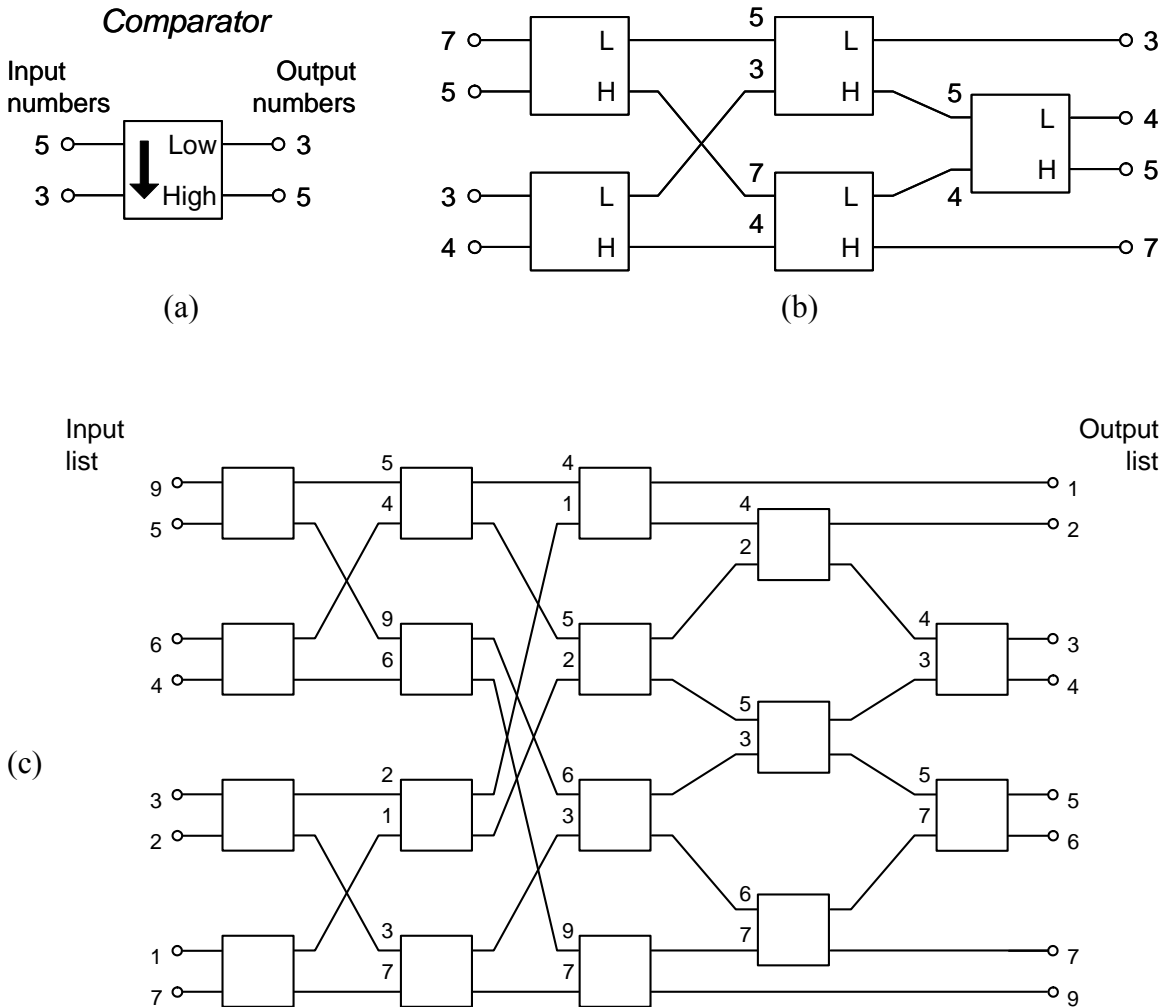 Comparator
Input numbers
Output numbers
5 Low 3
3 High 5
(a)
7 L 5 L 3
5 H 3 H 5 L 4
H 5
3 L 7 L 4
4 H 4 H 7
(b)
Input list
Output list
9 5 4 1
5 4 1 4 2
2
6 9 5 4 3
4 6 2 3 4
5
3
(c)
3 2 6 5 5
2 1 3 7 6
6
1 3 9 7 7
7 7 7 9